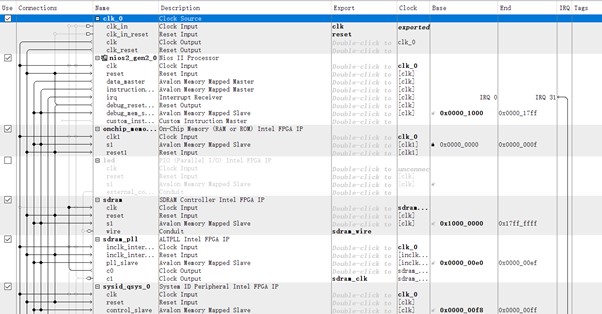 Use Connections Name Description Export Clock Base End IRQ Tags
clk_0 Clock Source
clk_in Clock Input clk exported
clk_in_reset Reset Input reset
clk Clock Output Double-click to clk_0
clk_reset Reset Output Double-click to
nios2_gen2_0 Nios II Processor
clk Clock Input Double-click to clk_0
reset Reset Input Double-click to [clk]
data_master Avalon Memory Mapped Master Double-click to [clk]
instruction... Avalon Memory Mapped Master Double-click to [clk]
irq Interrupt Receiver Double-click to [clk] IRQ 0 IRQ 31
debug_reset... Reset Output Double-click to [clk]
debug_mem_s... Avalon Memory Mapped Slave Double-click to [clk] 0x0000_1000 0x0000_17ff
custom_inst... Custom Instruction Master Double-click to
onchip_memo... On-Chip Memory (RAM or ROM) Intel FPGA IP
clk1 Clock Input Double-click to clk_0
s1 Avalon Memory Mapped Slave Double-click to [clk1] 0x0000_0000 0x0000_000f
reset1 Reset Input Double-click to [clk1]
led PIO (Parallel I/O) Intel FPGA IP
clk Clock Input Double-click to
reset Reset Input Double-click to [clk]
s1 Avalon Memory Mapped Slave Double-click to [clk]
external_co... Conduit Double-click to
sdram SDRAM Controller Intel FPGA IP
clk Clock Input Double-click to sdram...
reset Reset Input Double-click to [clk]
s1 Avalon Memory Mapped Slave Double-click to [clk] 0x1000_0000 0x17ff_ffff
wire Conduit sdram_wire
sdram_pll ALTPLL Intel FPGA IP
inclk_inter... Clock Input Double-click to clk_0
inclk_inter... Reset Input Double-click to [inclk...
pll_slave Avalon Memory Mapped Slave Double-click to [inclk... 0x0000_00e0 0x0000_00ef
c0 Clock Output Double-click to sdram_...
c1 Clock Output sdram_clk sdram_...
sysid_qsys_0 System ID Peripheral Intel FPGA IP
clk Clock Input Double-click to clk_0
reset Reset Input Double-click to [clk]
control_slave Avalon Memory Mapped Slave Double-click to [clk] 0x0000_00f8 0x0000_00ff